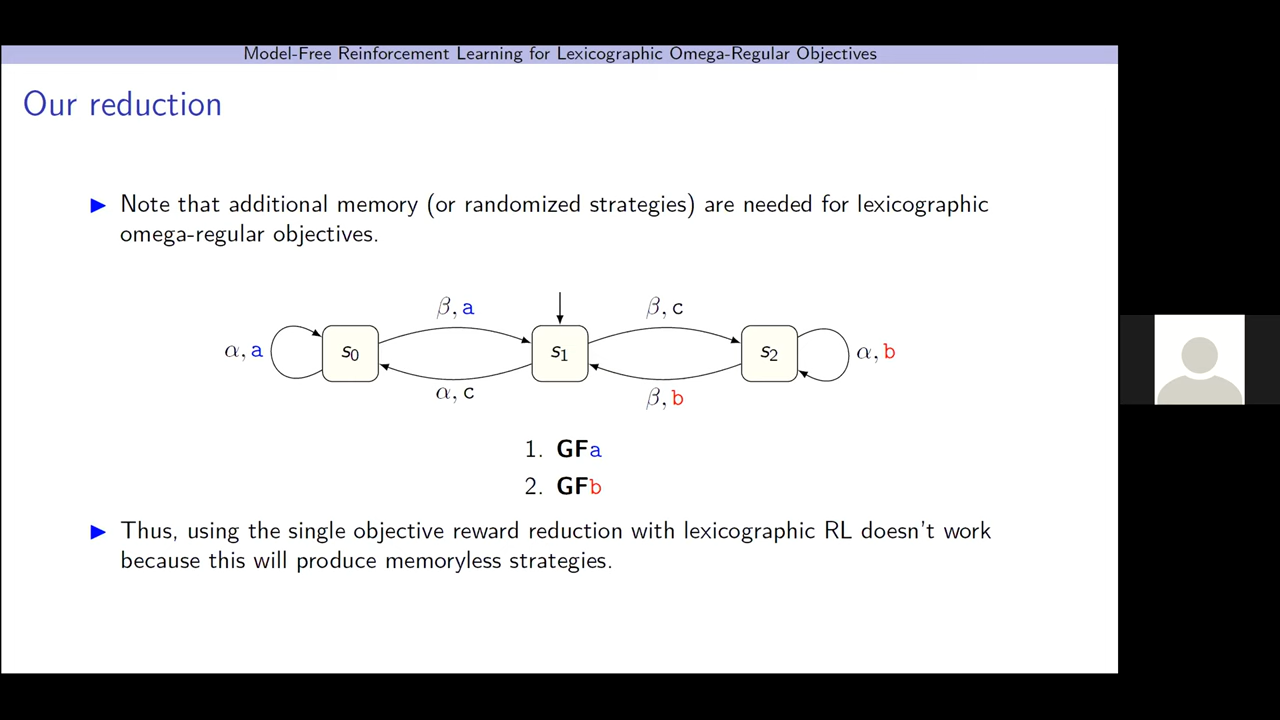 Model-Free Reinforcement Learning for Lexicographic Omega-Regular Objectives
Our reduction
Note that additional memory (or randomized strategies) are needed for lexicographic
omega-regular objectives.
β, a
β, c
α, a
s0
s1
s2
α, b
α, c
β, b
1. GFa
2. GFb
Thus, using the single objective reward reduction with lexicographic RL doesn't work
because this will produce memoryless strategies.